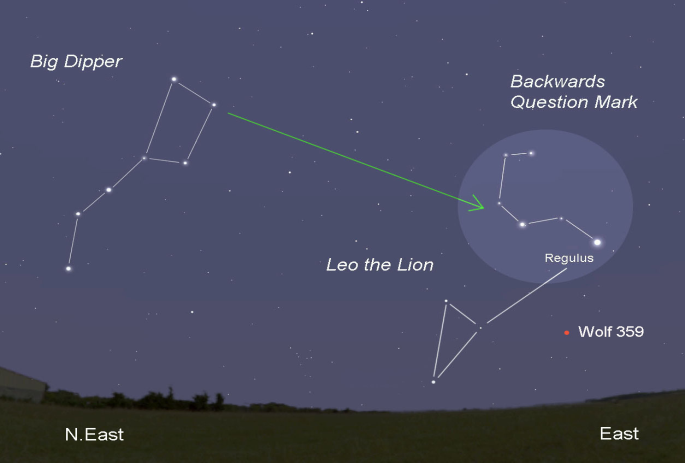 Big Dipper
Backwards
Question Mark
Leo the Lion
Regulus
Wolf 359
N.East
East